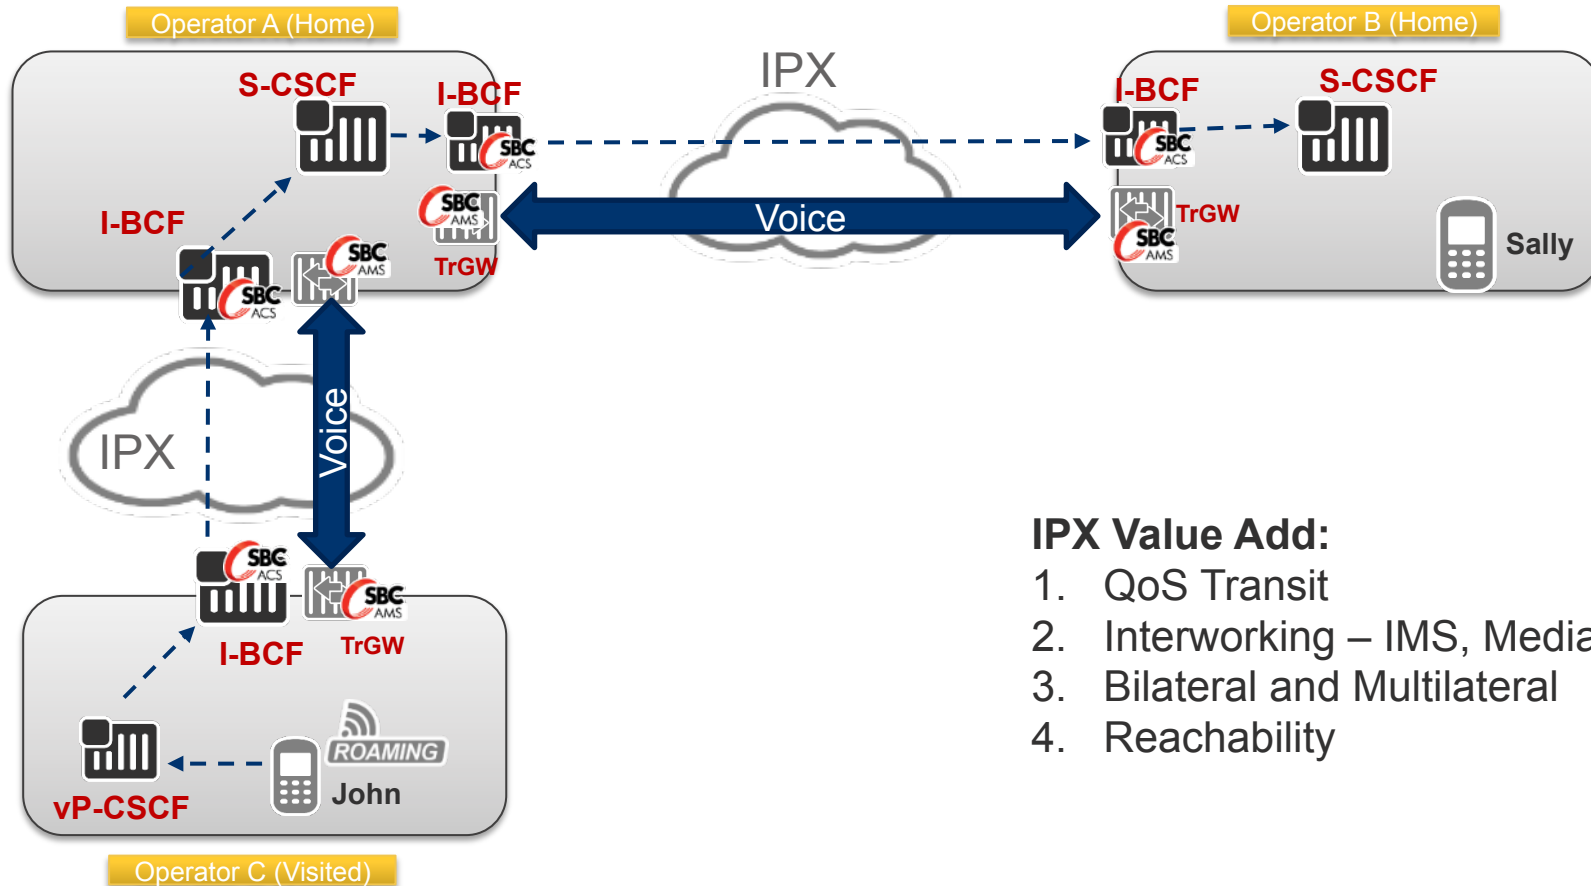 Operator A (Home)
Operator B (Home)
IPX
S-CSCF
I-BCF
SBC
ACS
I-BCF
SBC
ACS
S-CSCF
I-BCF
SBC
ACS
SBC
AMS
SBC
AMS
TrGW
Voice
TrGW
SBC
AMS
Sally
IPX
Voice
SBC
ACS
I-BCF
SBC
AMS
TrGW
vP-CSCF
ROAMING
John
Operator C (Visited)
IPX Value Add:
1. QoS Transit
2. Interworking – IMS, Media
3. Bilateral and Multilateral
4. Reachability